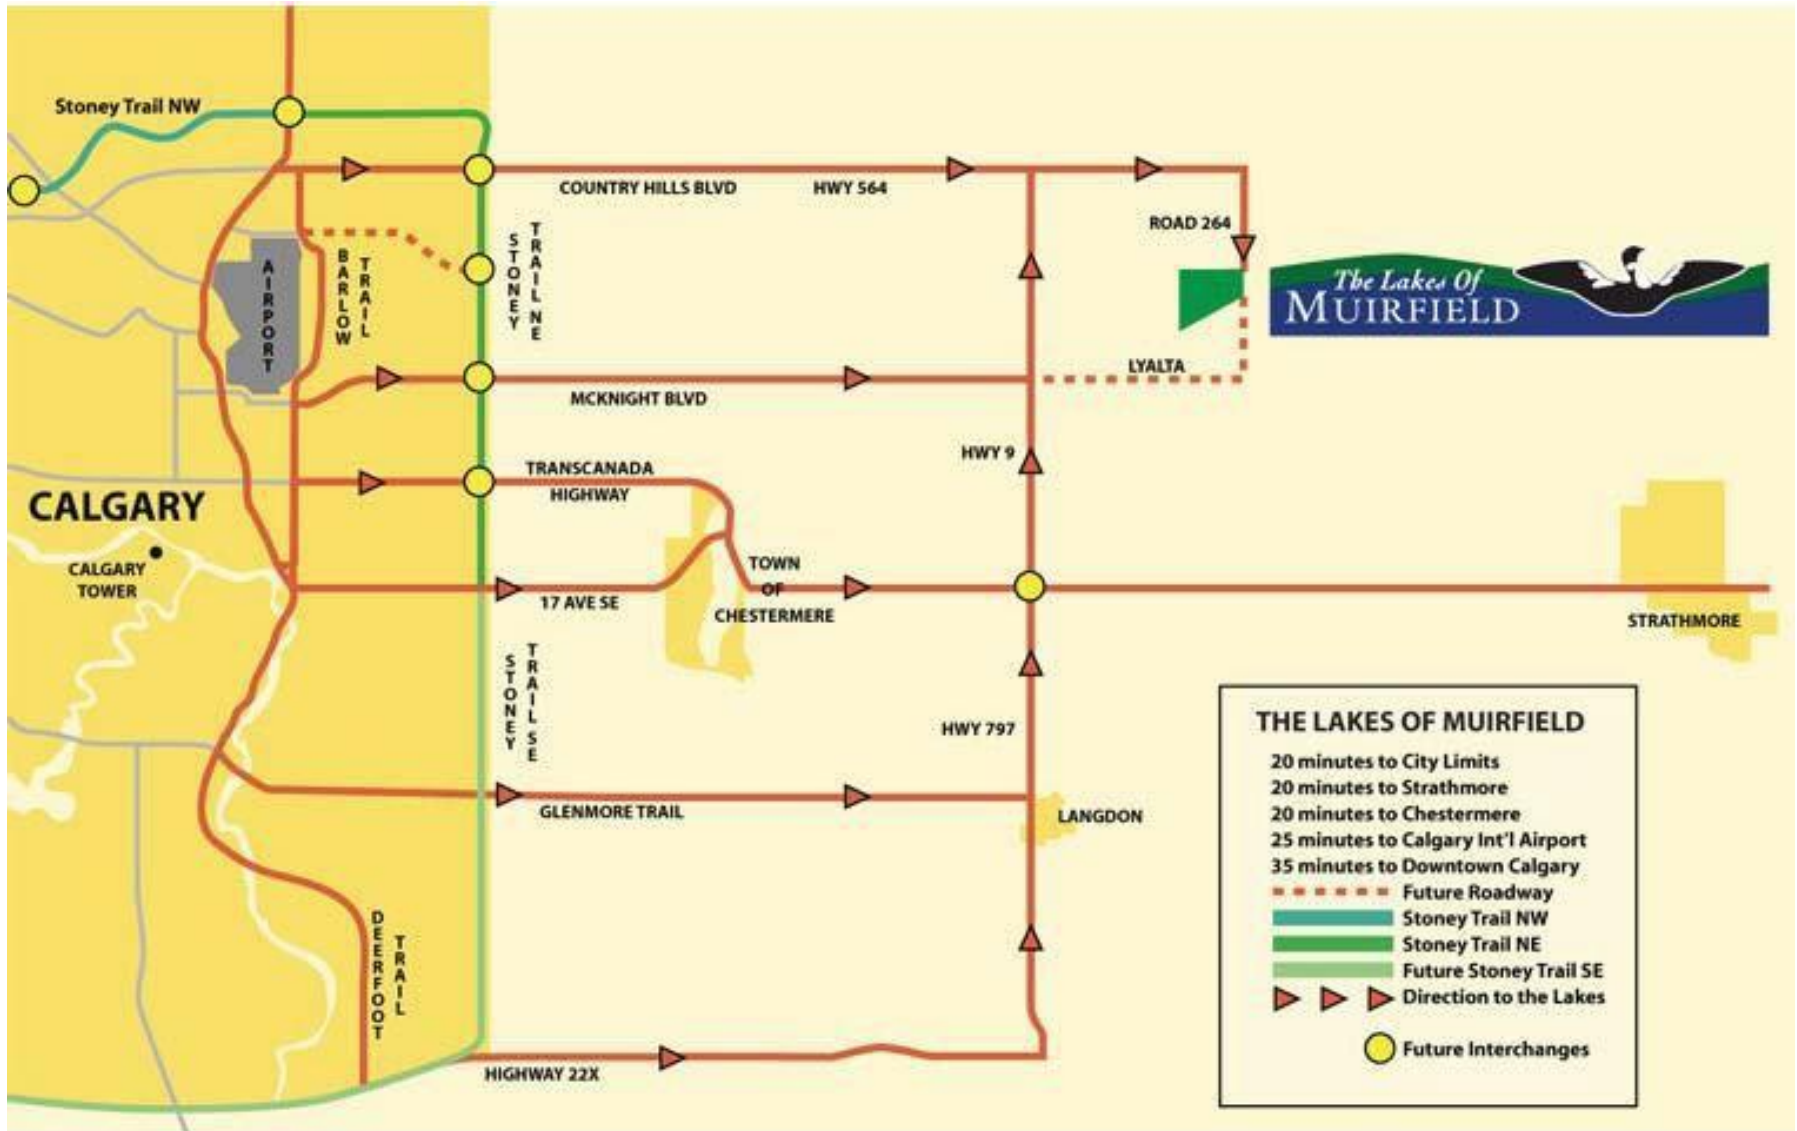 Stoney Trail NW
COUNTRY HILLS BLVD
HWY 564
ROAD 264
AIRPORT
BARLOW
TRAIL
STONEY
TRAIL NE
The Lakes Of
MUIRFIELD
LYALTA
MCKNIGHT BLVD
HWY 9
TRANSCANADA
HIGHWAY
CALGARY
CALGARY
TOWER
TOWN
OF
CHESTERMERE
17 AVE SE
STRATHMORE
STONEY
TRAIL SE
HWY 797
GLENMORE TRAIL
LANGDON
DEERFOOT
TRAIL
HIGHWAY 22X
THE LAKES OF MUIRFIELD
20 minutes to City Limits
20 minutes to Strathmore
20 minutes to Chestermere
25 minutes to Calgary Int'l Airport
35 minutes to Downtown Calgary
Future Roadway
Stoney Trail NW
Stoney Trail NE
Future Stoney Trail SE
Direction to the Lakes
Future Interchanges